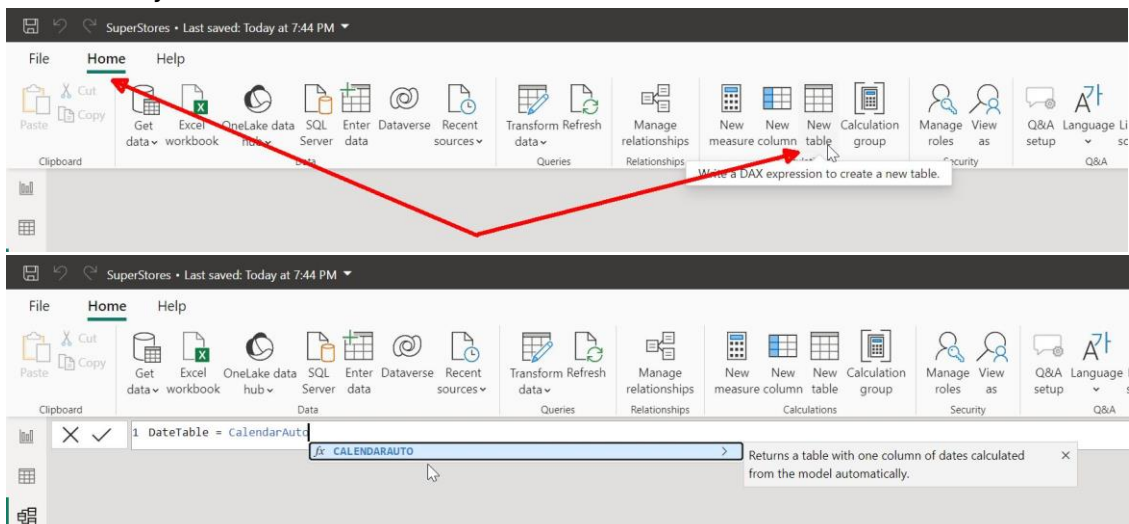 SuperStores • Last saved: Today at 7:44 PM
File Home Help
Paste Cut Copy
Get data Excel workbook OneLake data hub SQL Server Enter data Dataverse Recent sources Transform data Refresh Manage relationships New measure New column New table Calculation group Manage roles View as Q&A setup Language
Clipboard Data Queries Relationships Security Q&A
Write a DAX expression to create a new table.
SuperStores • Last saved: Today at 7:44 PM
File Home Help
Paste Cut Copy
Get data Excel workbook OneLake data hub SQL Server Enter data Dataverse Recent sources Transform data Refresh Manage relationships New measure New column New table Calculation group Manage roles View as Q&A setup Language
Clipboard Data Queries Relationships Calculations Security Q&A
1 DateTable = CalendarAuto
fx CALENDARAUTO
Returns a table with one column of dates calculated
from the model automatically.